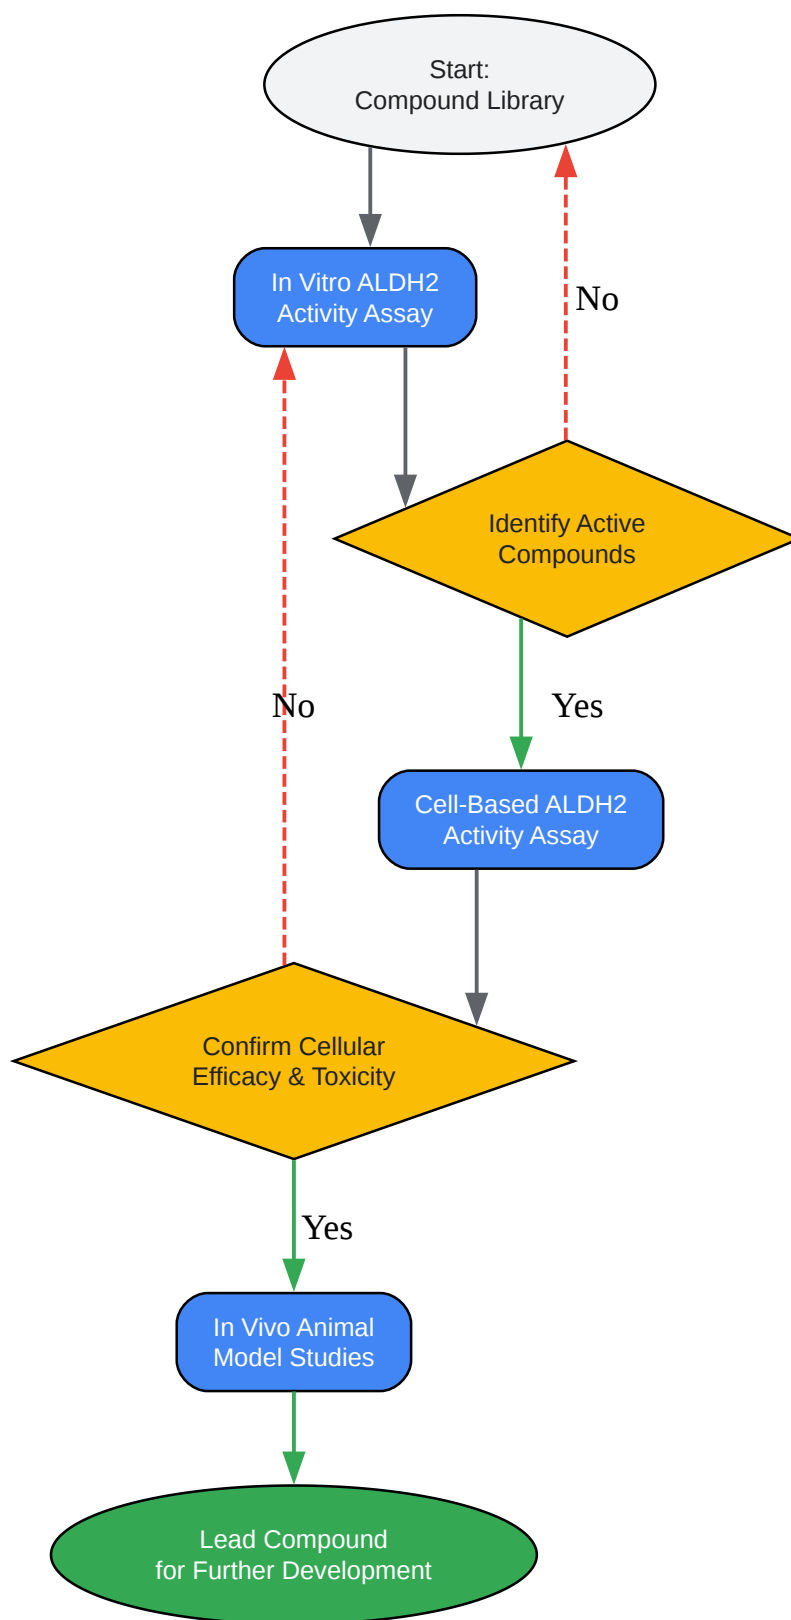 Start:
Compound Library
In Vitro ALDH2
Activity Assay
No
Identify Active
Compounds
No
Yes
Cell-Based ALDH2
Activity Assay
Confirm Cellular
Efficacy & Toxicity
Yes
In Vivo Animal
Model Studies
Lead Compound
for Further Development